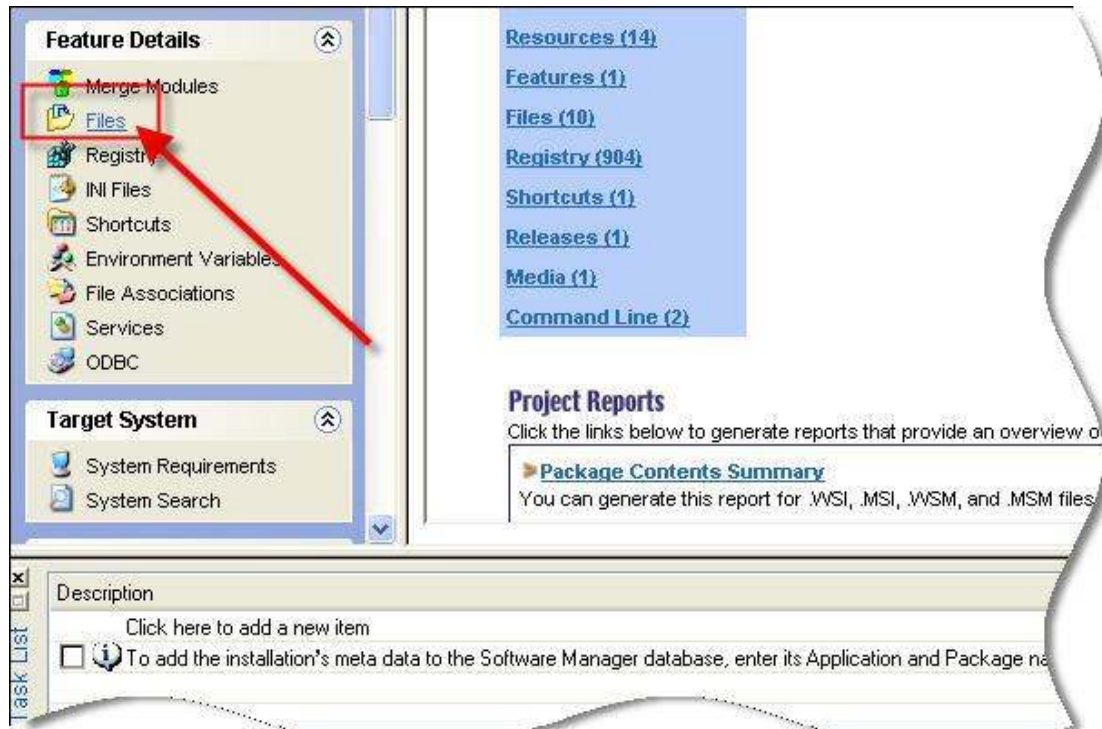 Feature Details
Merge Modules
Files
Registry
INI Files
Shortcuts
Environment Variables
File Associations
Services
ODBC
Target System
System Requirements
System Search
Resources (14)
Features (1)
Files (10)
Registry (904)
Shortcuts (1)
Releases (1)
Media (1)
Command Line (2)
Project Reports
Click the links below to generate reports that provide an overview o
Package Contents Summary
You can generate this report for .WSI, .MSI, .WSM, and .MSM files
Task List
Description
Click here to add a new item
To add the installation's meta data to the Software Manager database, enter its Application and Package na